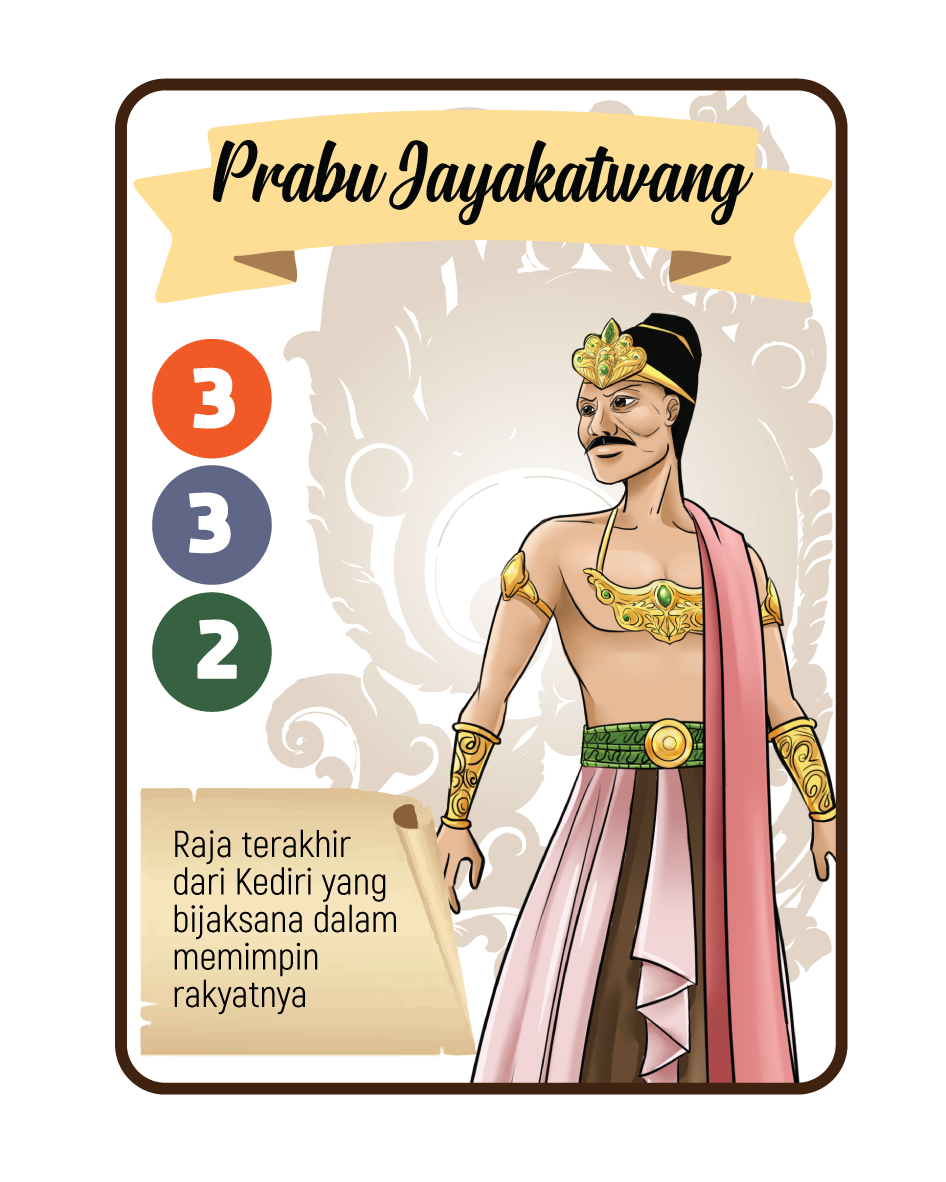 Prabu Jayakatwang
3
3
2
Raja terakhir
dari Kediri yang
bijaksana dalam
memimpin
rakyatnya